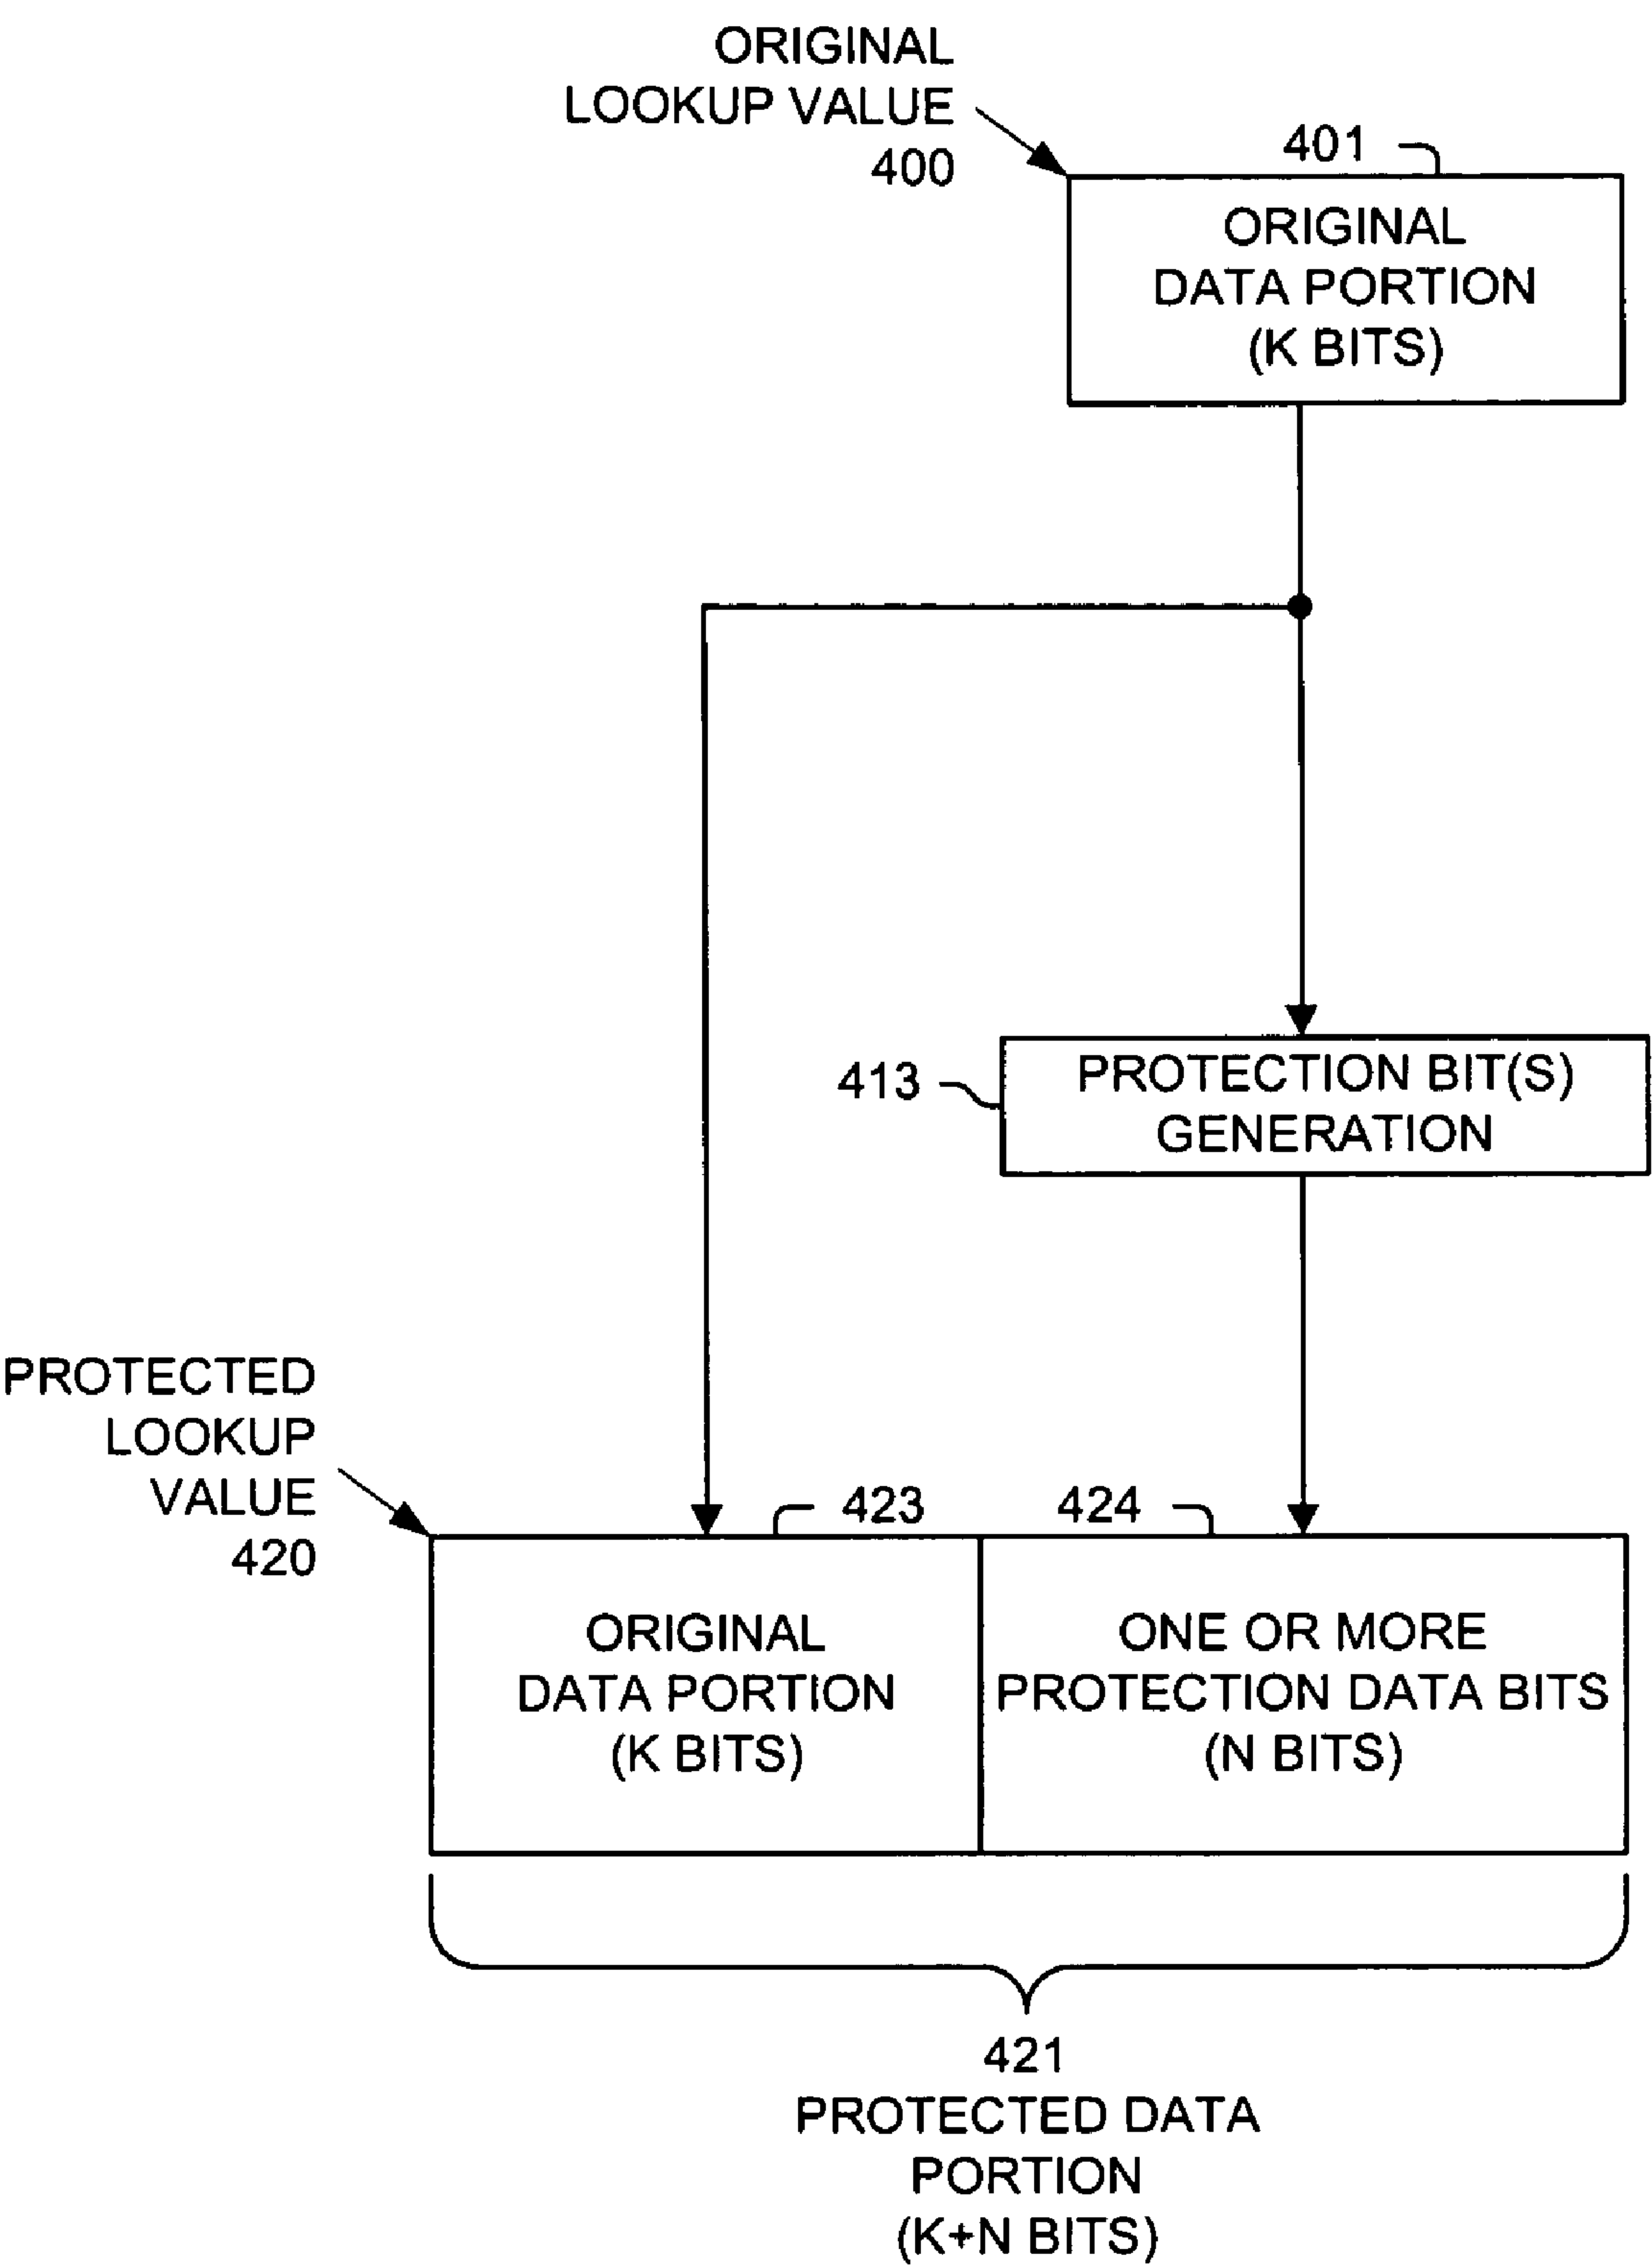 ORIGINAL
LOOKUP VALUE
400
401
ORIGINAL
DATA PORTION
(K BITS)
413
PROTECTION BIT(S)
GENERATION
PROTECTED
LOOKUP
VALUE
420
423
424
ORIGINAL
DATA PORTION
(K BITS)
ONE OR MORE
PROTECTION DATA BITS
(N BITS)
421
PROTECTED DATA
PORTION
(K+N BITS)